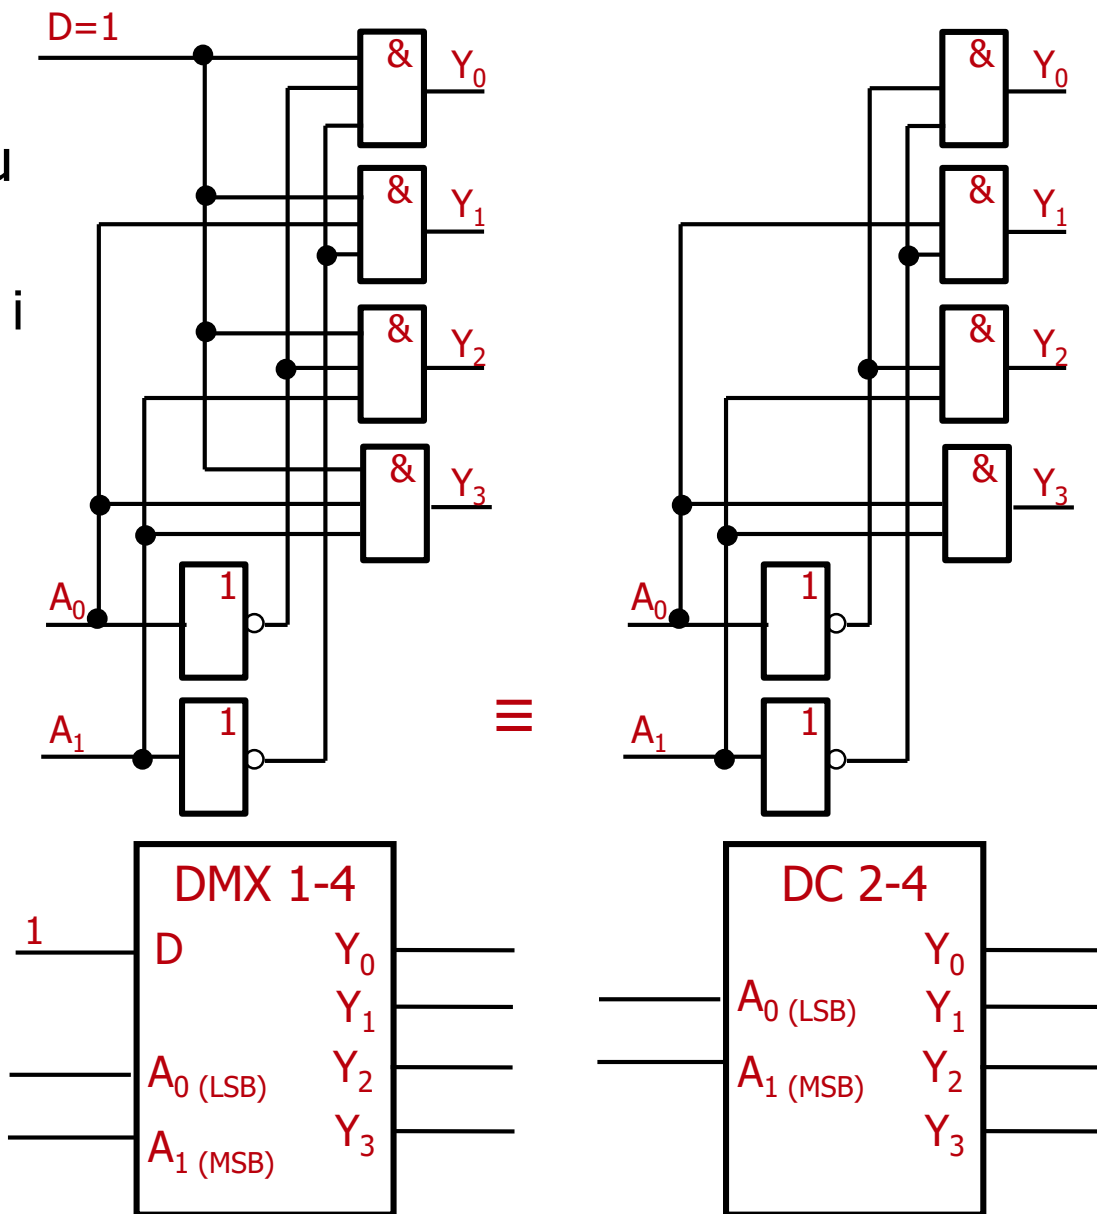 D=1
&
Y0
u
&
Y1
i
&
Y2
&
Y3
1
A0
1
A1
≡
&
Y0
&
Y1
&
Y2
&
Y3
1
A0
1
A1
DMX 1-4
1
D
Y0
Y1
A0 (LSB)
Y2
A1 (MSB)
Y3
DC 2-4
Y0
A0 (LSB)
Y1
A1 (MSB)
Y2
Y3